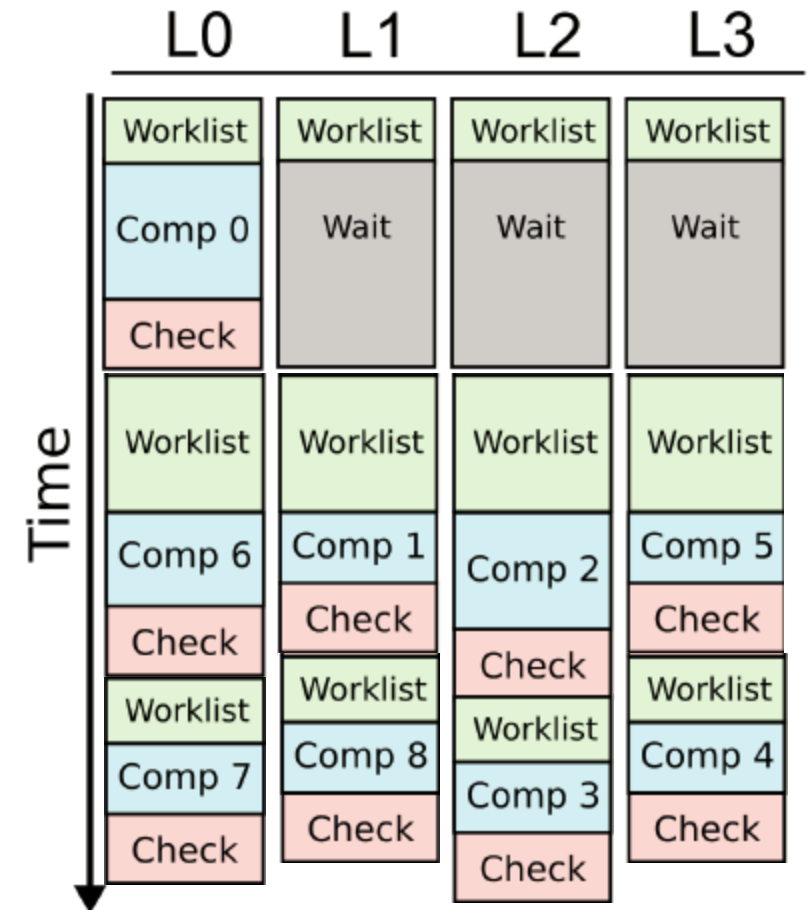 L0 L1 L2 L3
Time
Worklist Worklist Worklist Worklist
Comp 0 Wait Wait Wait
Check
Worklist Worklist Worklist Worklist
Comp 6 Comp 1 Comp 2 Comp 5
Check Check Check Check
Worklist Worklist Worklist Worklist
Comp 7 Comp 8 Comp 3 Comp 4
Check Check Check Check